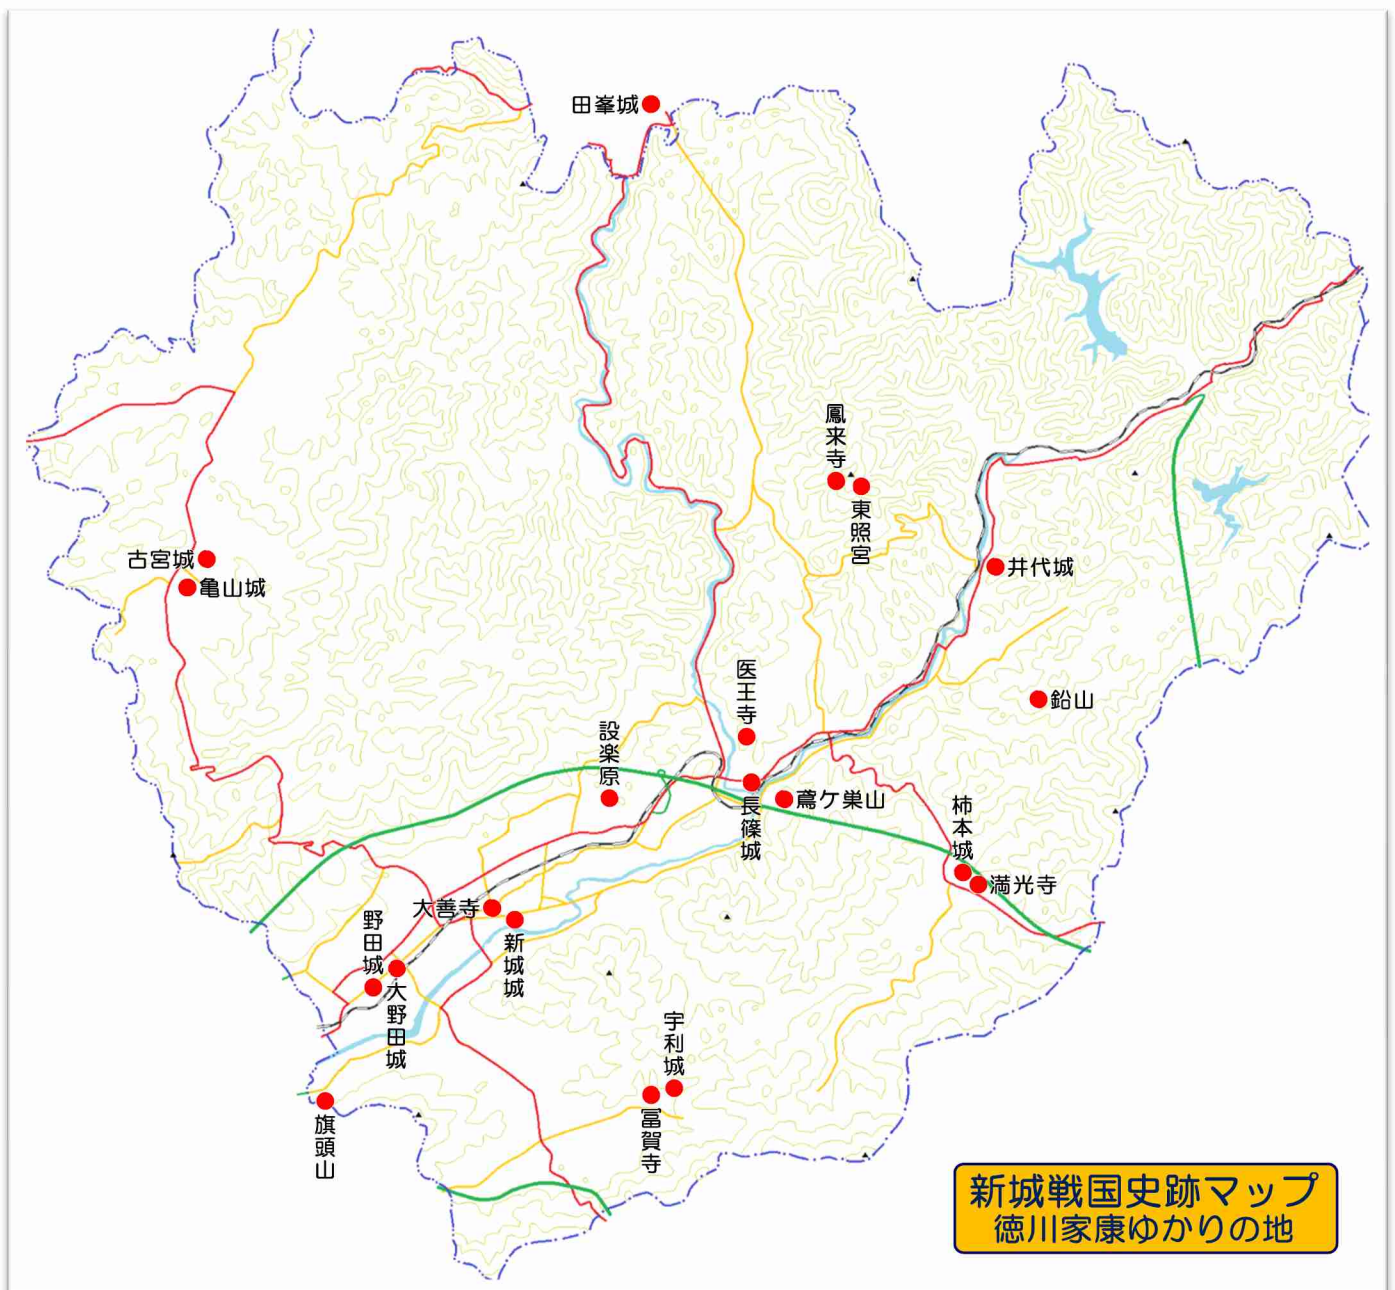 田峯城
鳳来寺
東照宮
古宮城
亀山城
井代城
医王寺
鉛山
設楽原
長篠城
鳶ケ巣山
柿本城
満光寺
大善寺
新城城
野田城
大野田城
宇利城
冨賀寺
旗頭山
新城戦国史跡マップ
徳川家康ゆかりの地